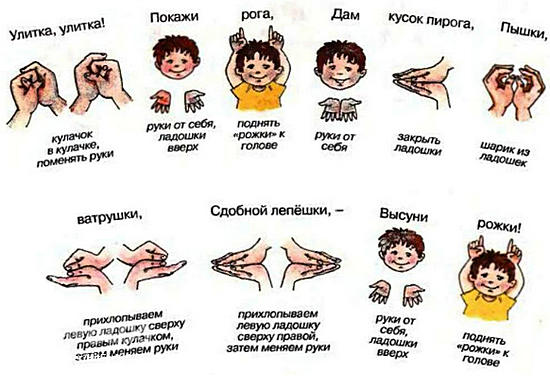 Улитка, улитка!
Покажи
рога,
Дам
кусок пирога,
Пышки,
кулачок
в кулачке,
поменять руки
руки от себя,
ладошки
вверх
поднять
«рожки» к
голове
руки от
себя
закрыть
ладошки
шарик из
ладошек
ватрушки,
Сдобной лепёшки, –
Высуни
рожки!
прихлопываем
левую ладошку сверху
правым кулачком,
затем меняем руки
прихлопываем
левую ладошку
сверху правой,
затем меняем руки
руки от
себя,
ладошки
вверх
поднять
«рожки» к
голове